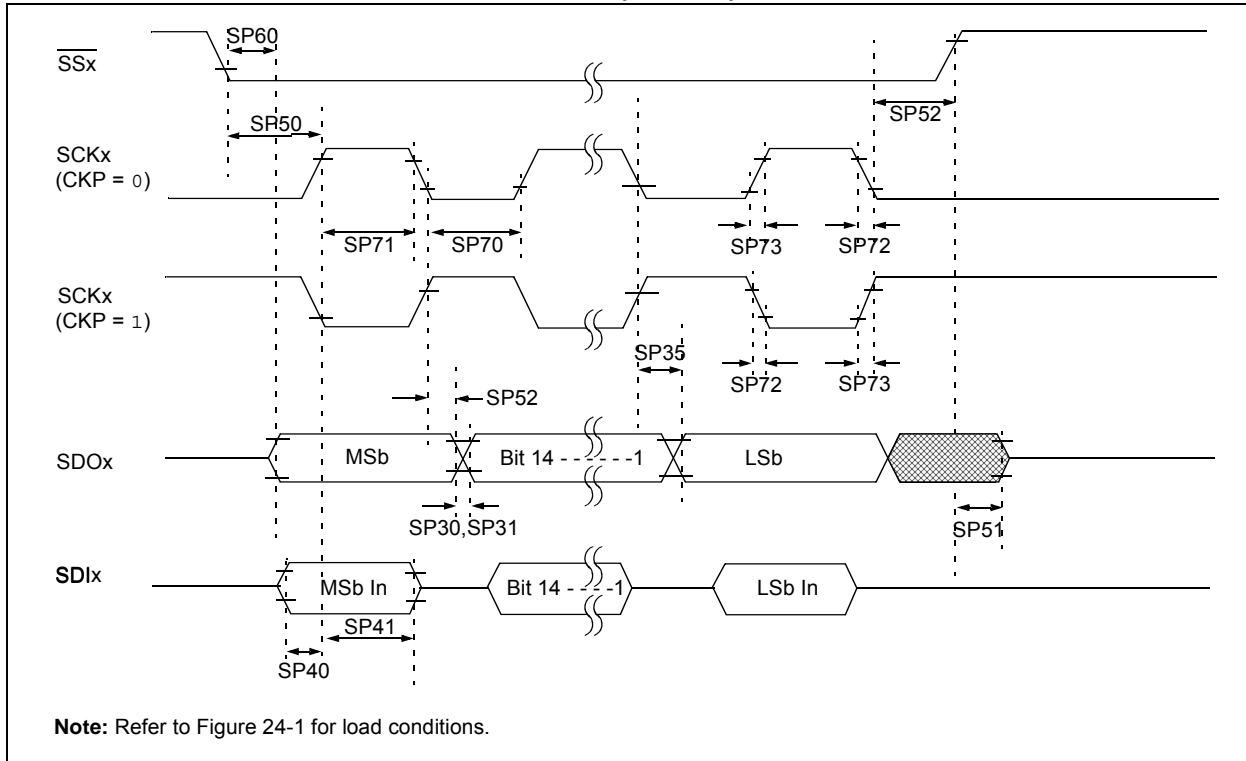 SP60
SSx
SP52
SP50
SCKx
(CKP = 0)
SP71
SP70
SP73
SP72
SCKx
(CKP = 1)
SP35
SP72
SP73
SP52
SDOx
MSb
Bit 14 - - - - - -1
LSb
SP30,SP31
SP51
SDIx
MSb In
Bit 14 - - - -1
LSb In
SP41
SP40
Note: Refer to Figure 24-1 for load conditions.